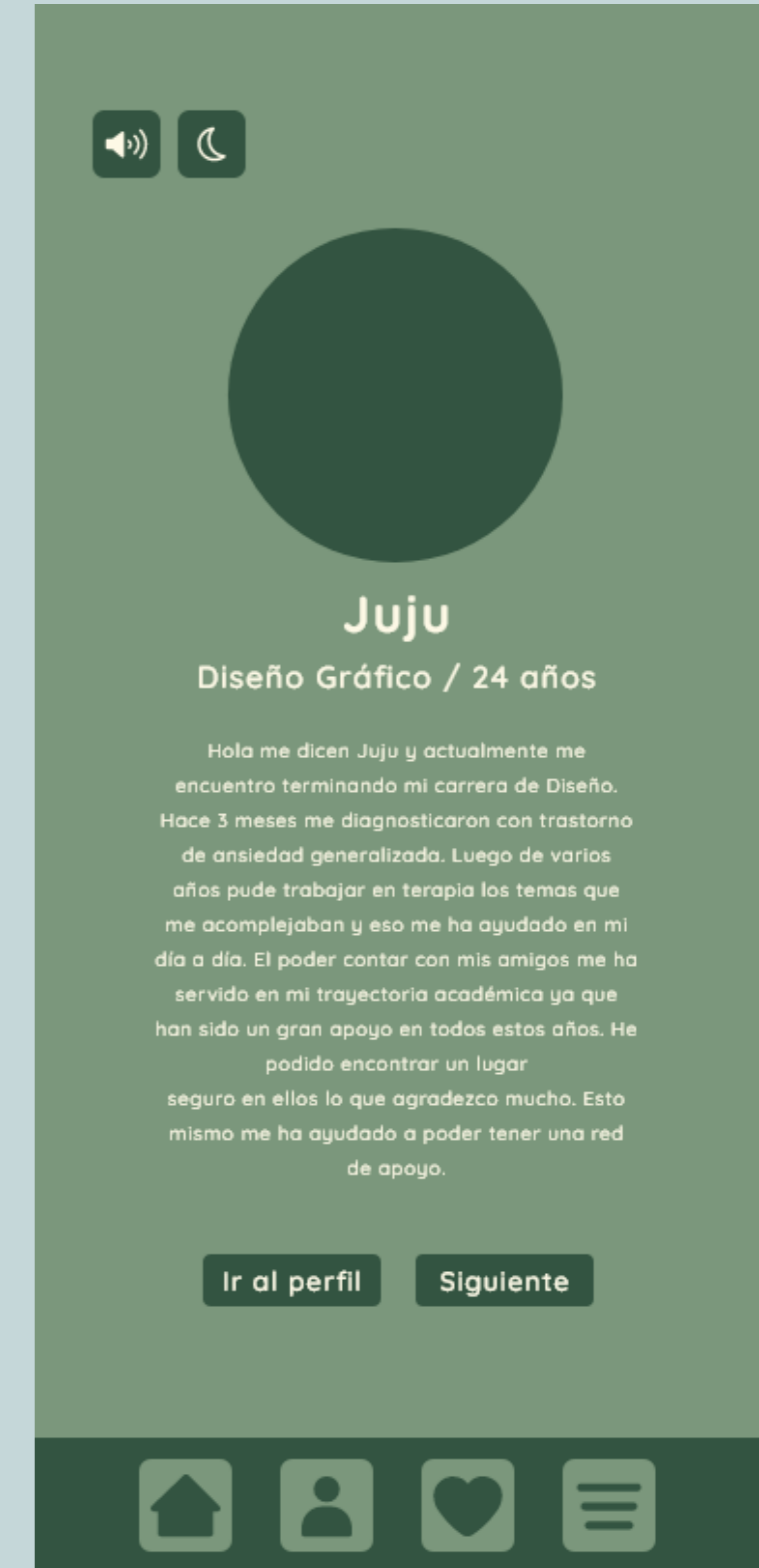 Juju
Diseño Gráfico / 24 años
Hola me dicen Juju y actualmente me
encuentro terminando mi carrera de Diseño.
Hace 3 meses me diagnosticaron con trastorno
de ansiedad generalizada. Luego de varios
años pude trabajar en terapia los temas que
me acomplejaban y eso me ha ayudado en mi
día a día. El poder contar con mis amigos me ha
servido en mi trayectoria académica ya que
han sido un gran apoyo en todos estos años. He
podido encontrar un lugar
seguro en ellos lo que agradezco mucho. Esto
mismo me ha ayudado a poder tener una red
de apoyo.
Ir al perfil
Siguiente